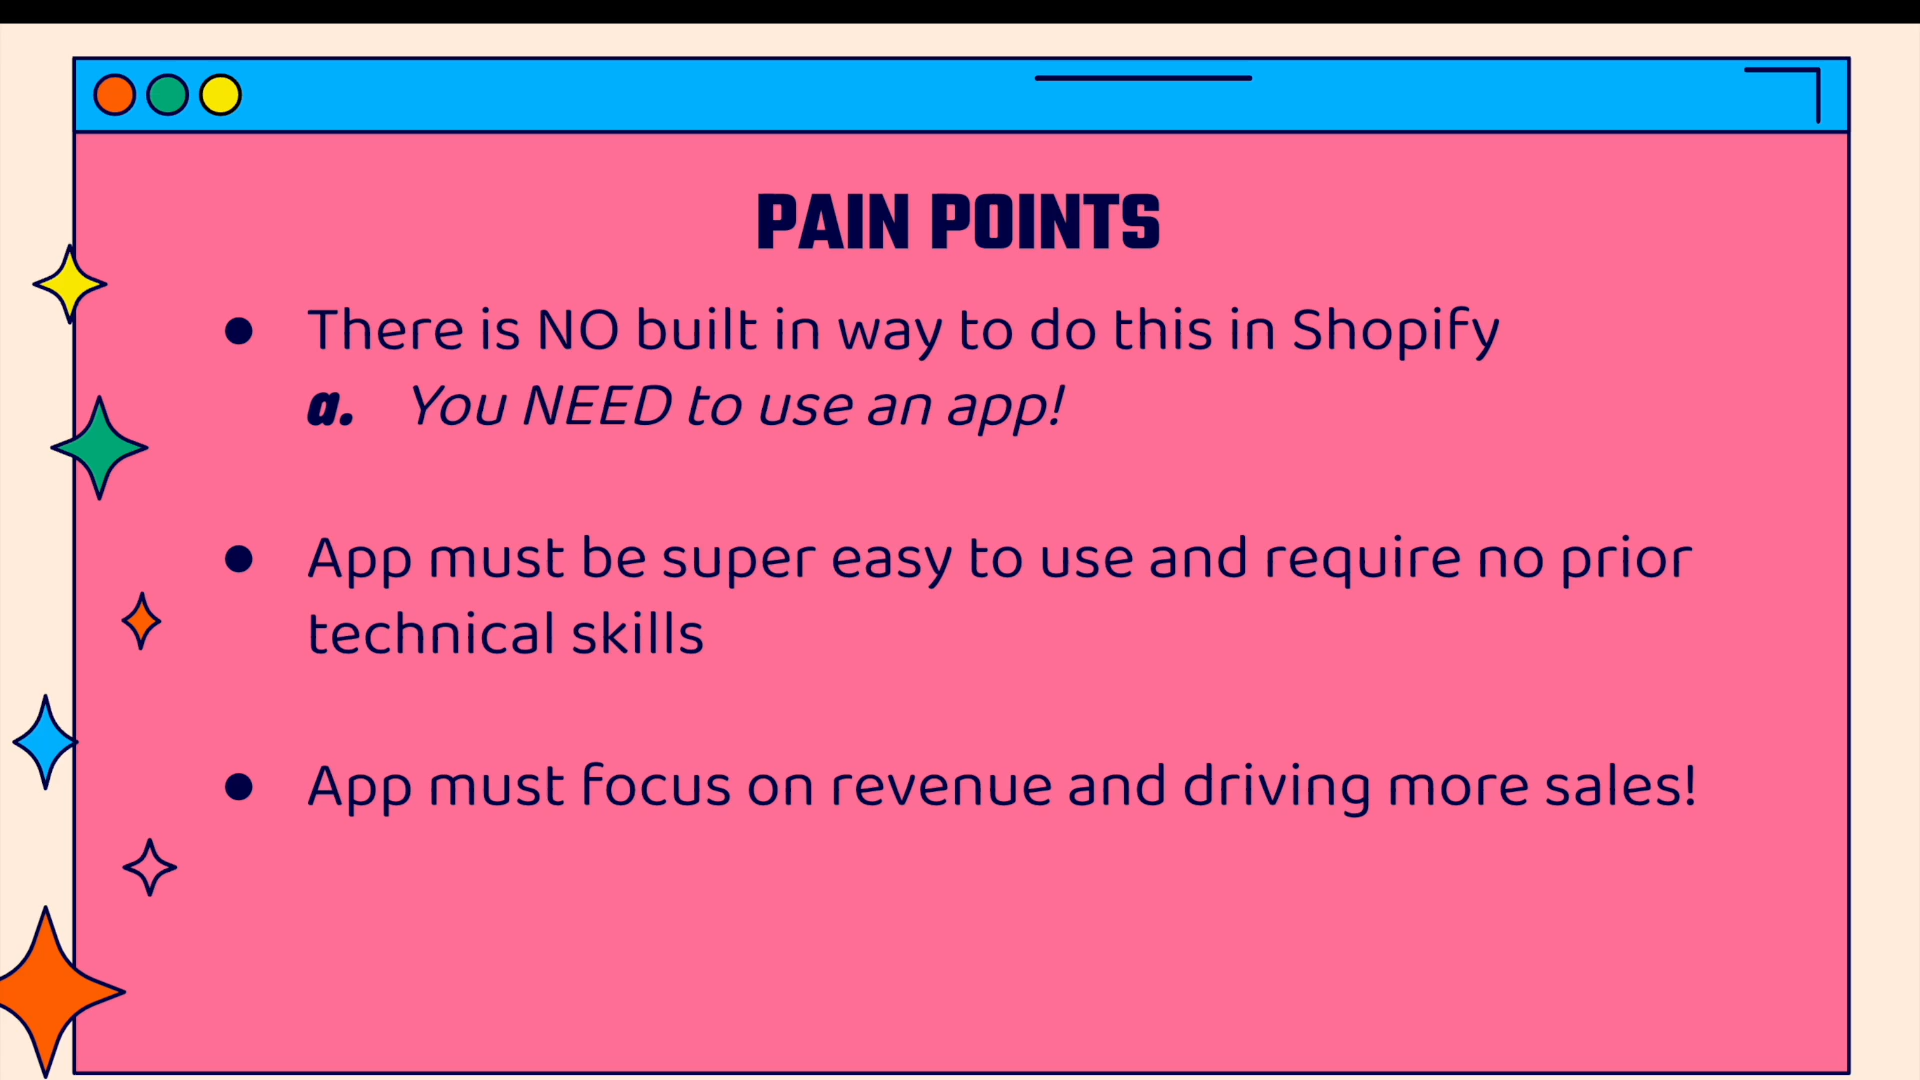 PAIN POINTS
● There is NO built in way to do this in Shopify
a. You NEED to use an app!
● App must be super easy to use and require no prior
technical skills
● App must focus on revenue and driving more sales!